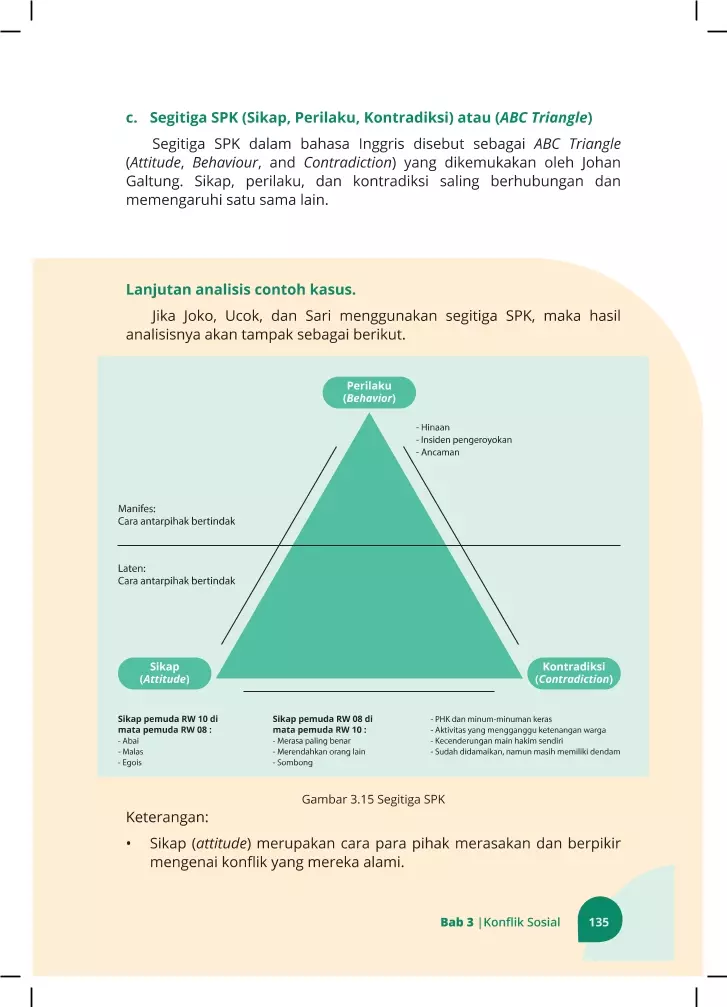 c. Segitiga SPK (Sikap, Perilaku, Kontradiksi) atau (ABC Triangle)
Segitiga SPK dalam bahasa Inggris disebut sebagai ABC Triangle
(Attitude, Behaviour, and Contradiction) yang dikemukakan oleh Johan
Galtung. Sikap, perilaku, dan kontradiksi saling berhubungan dan
memengaruhi satu sama lain.
Lanjutan analisis contoh kasus.
Jika Joko, Ucok, dan Sari menggunakan segitiga SPK, maka hasil
analisisnya akan tampak sebagai berikut.
Perilaku
(Behavior)
- Hinaan
- Insiden pengeroyokan
- Ancaman
Manifes:
Cara antarpihak bertindak
Laten:
Cara antarpihak bertindak
Sikap
(Attitude)
Kontradiksi
(Contradiction)
Sikap pemuda RW 10 di
mata pemuda RW 08 :
- Abai
- Malas
- Egois
Sikap pemuda RW 08 di
mata pemuda RW 10 :
- Merasa paling benar
- Merendahkan orang lain
- Sombong
- PHK dan minum-minuman keras
- Aktivitas yang mengganggu ketenangan warga
- Kecenderungan main hakim sendiri
- Sudah didamaikan, namun masih memiliki dendam
Gambar 3.15 Segitiga SPK
Keterangan:
• Sikap (attitude) merupakan cara para pihak merasakan dan berpikir
mengenai konflik yang mereka alami.
Bab 3 |Konflik Sosial 135